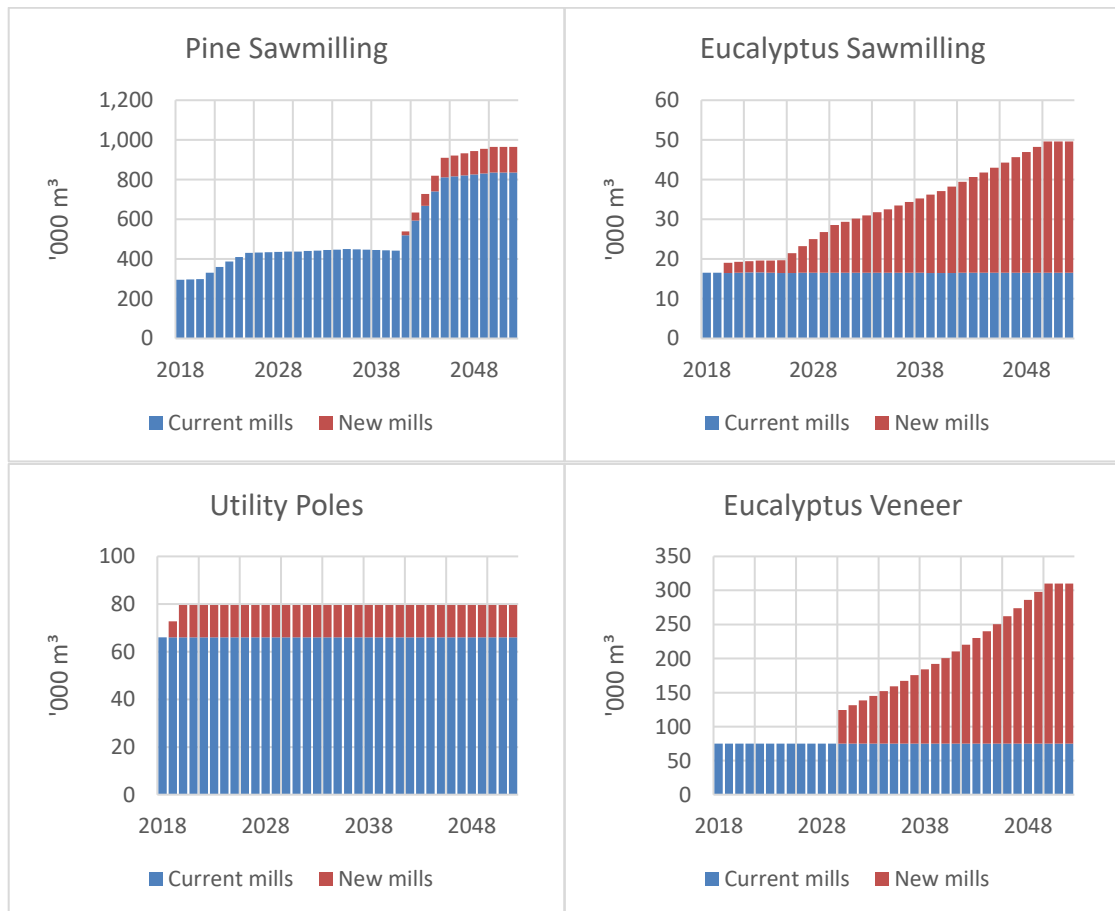 Pine Sawmilling
1,200
1,000
800
600
400
200
0
'000 m³
2018 2028 2038 2048
Current mills New mills
Eucalyptus Sawmilling
60
50
40
30
20
10
0
'000 m³
2018 2028 2038 2048
Current mills New mills
Utility Poles
100
80
60
40
20
0
'000 m³
2018 2028 2038 2048
Current mills New mills
Eucalyptus Veneer
350
300
250
200
150
100
50
0
'000 m³
2018 2028 2038 2048
Current mills New mills